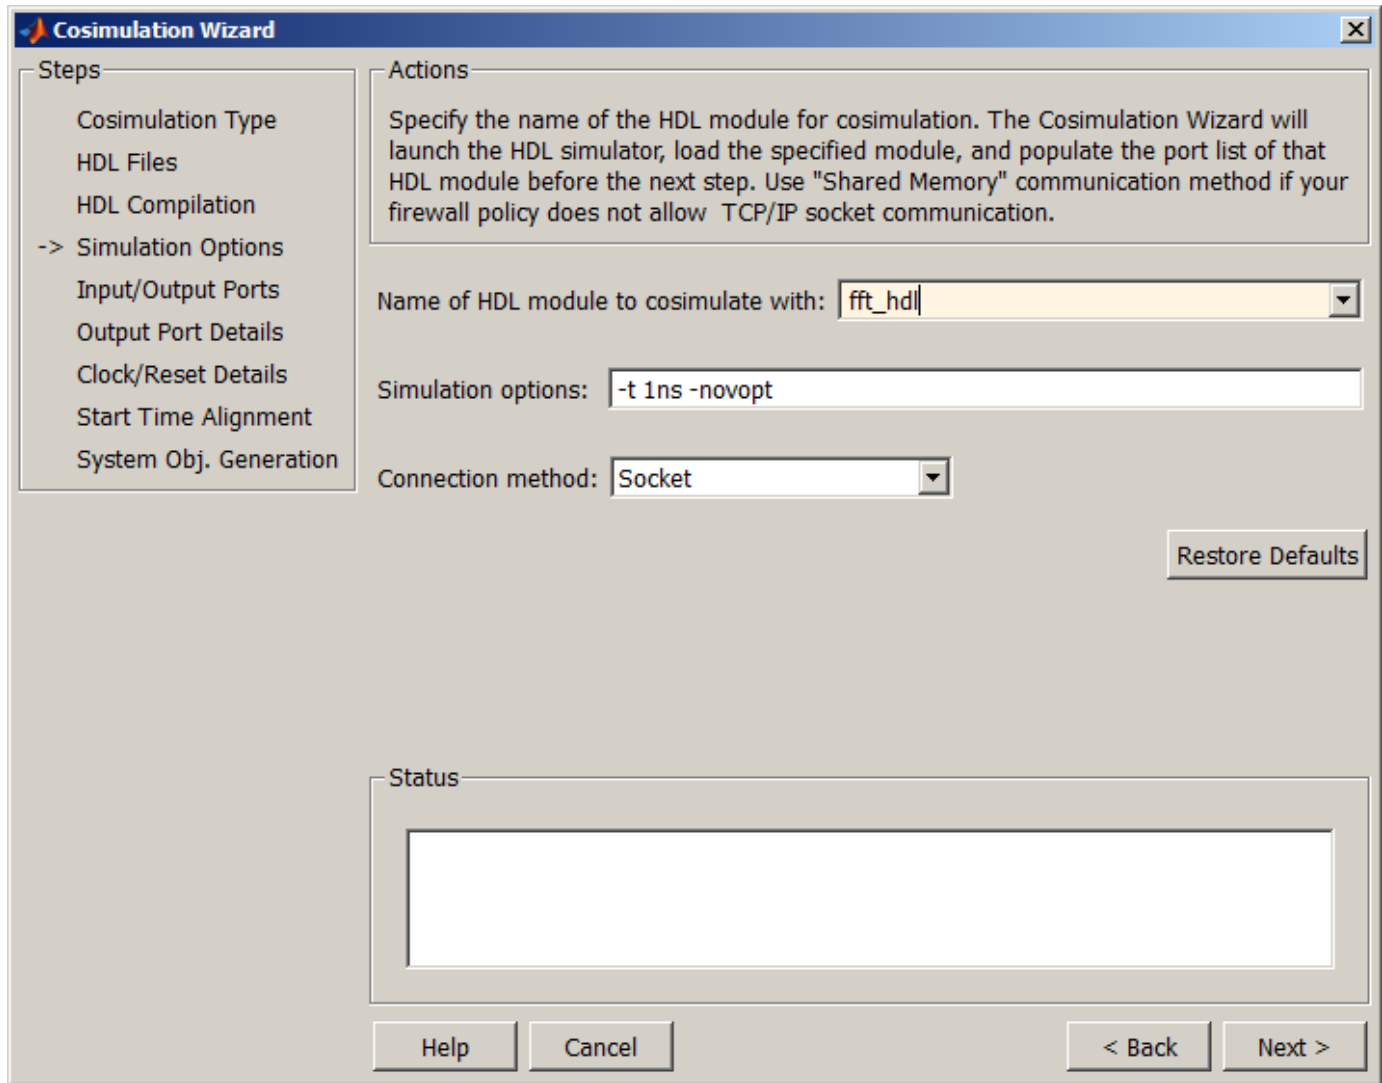 Cosimulation Wizard
Steps
Cosimulation Type
HDL Files
HDL Compilation
-> Simulation Options
Input/Output Ports
Output Port Details
Clock/Reset Details
Start Time Alignment
System Obj. Generation
Actions
Specify the name of the HDL module for cosimulation. The Cosimulation Wizard will
launch the HDL simulator, load the specified module, and populate the port list of that
HDL module before the next step. Use "Shared Memory" communication method if your
firewall policy does not allow  TCP/IP socket communication.
Name of HDL module to cosimulate with: fft_hdl
Simulation options: -t 1ns -novopt
Connection method: Socket
Restore Defaults
Status
Help Cancel < Back Next >